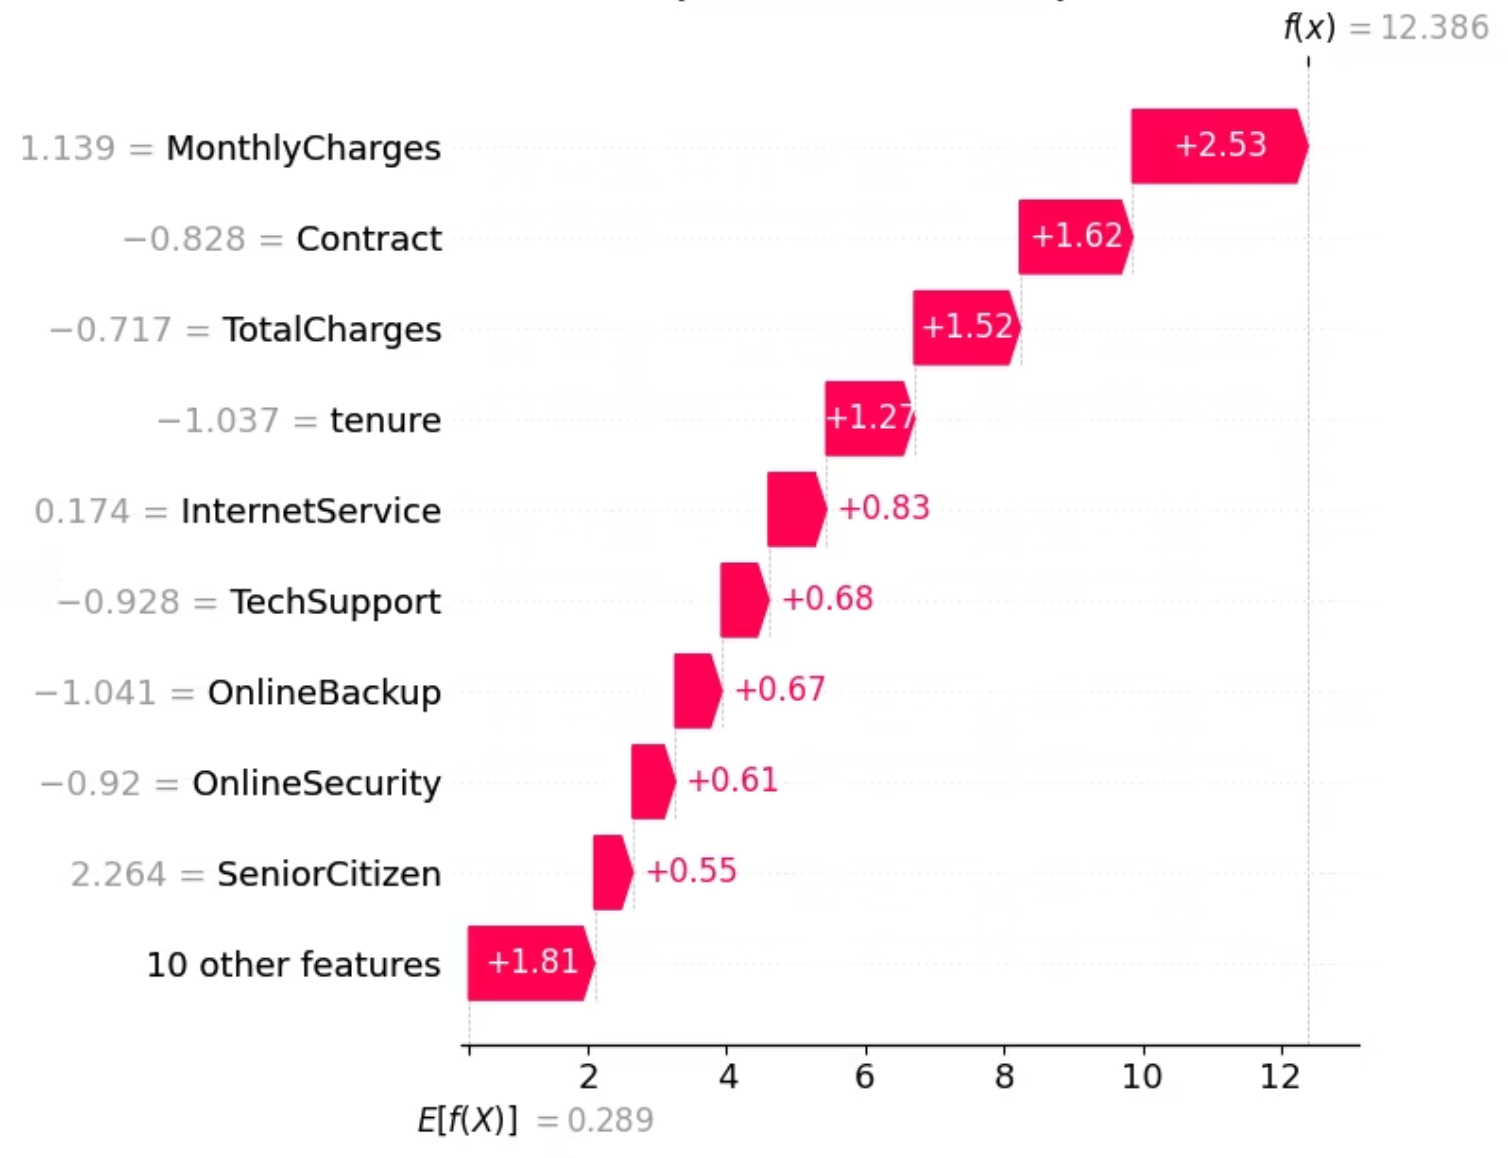 f(x) = 12.386
1.139 = MonthlyCharges +2.53
−0.828 = Contract +1.62
−0.717 = TotalCharges +1.52
−1.037 = tenure +1.27
0.174 = InternetService +0.83
−0.928 = TechSupport +0.68
−1.041 = OnlineBackup +0.67
−0.92 = OnlineSecurity +0.61
2.264 = SeniorCitizen +0.55
10 other features +1.81
2 4 6 8 10 12
E[f(X)] = 0.289